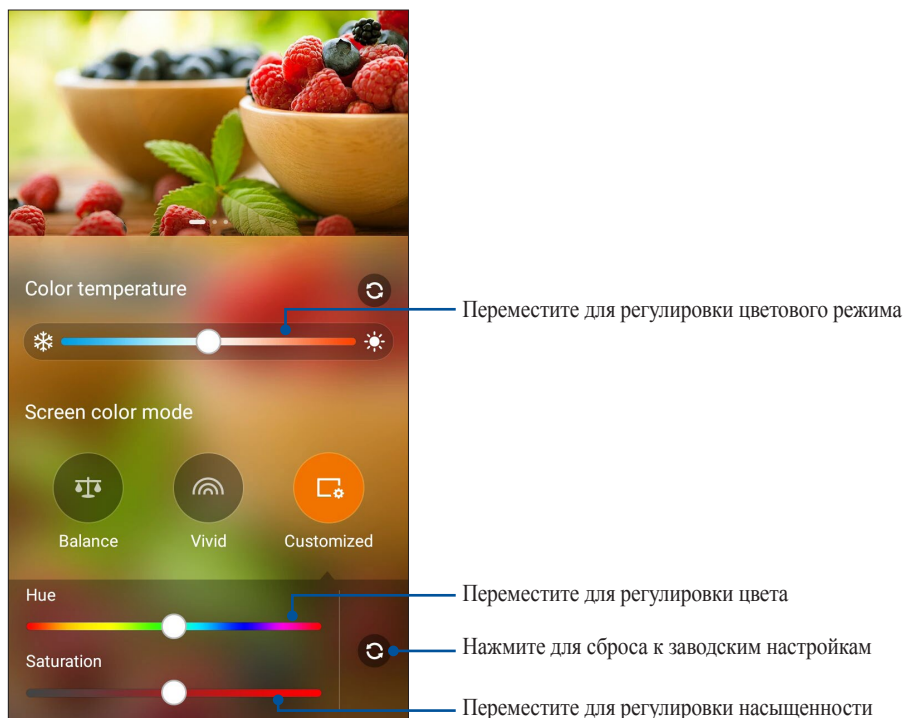 Color temperature
Переместите для регулировки цветового режима
Screen color mode
Balance
Vivid
Customized
Hue
Переместите для регулировки цвета
Нажмите для сброса к заводским настройкам
Saturation
Переместите для регулировки насыщенности